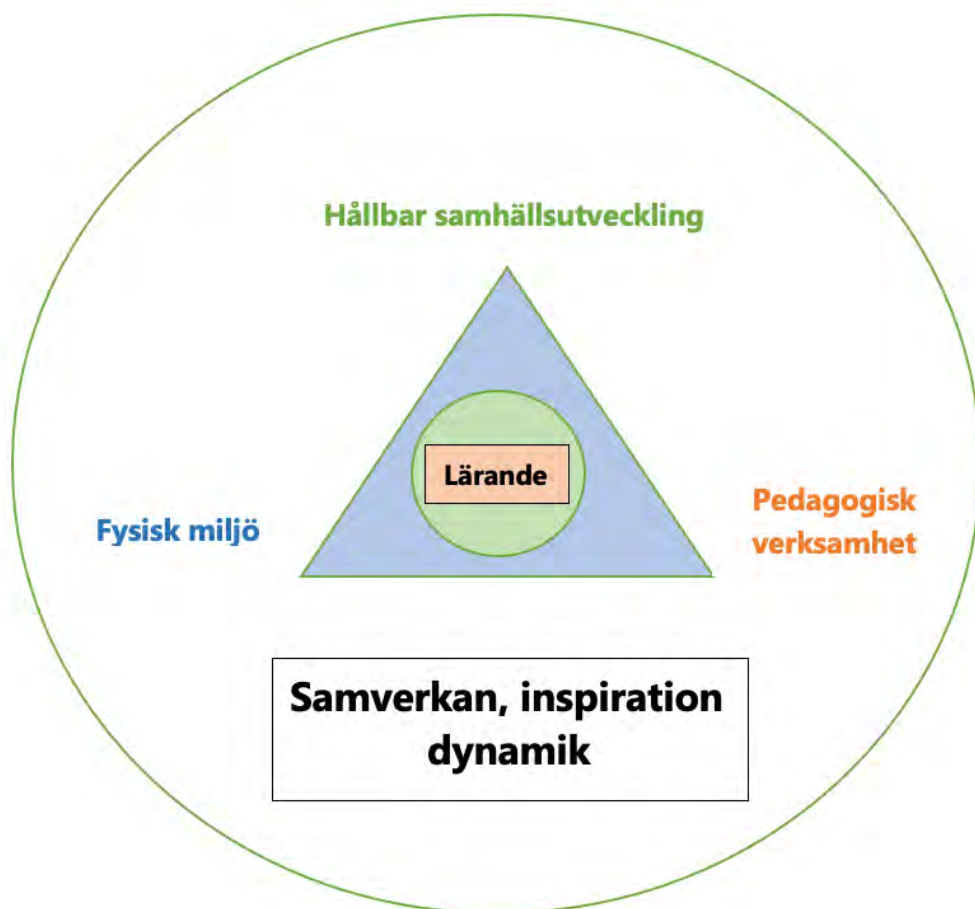 Hållbar samhällsutveckling
Lärande
Fysisk miljö
Pedagogisk
verksamhet
Samverkan, inspiration
dynamik